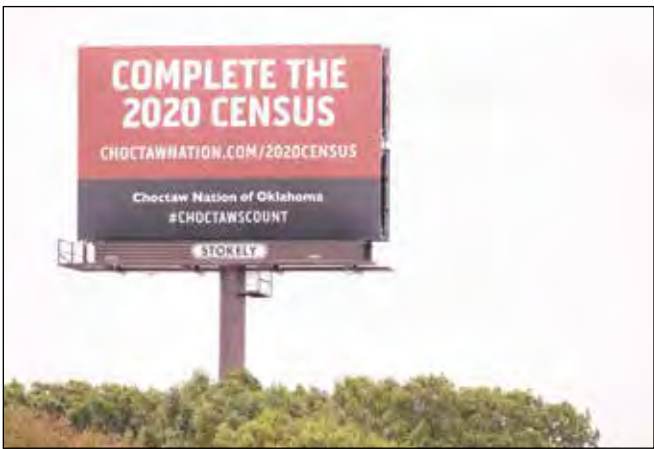 COMPLETE THE
2020 CENSUS
CHOCTAWNATION.COM/2020CENSUS
Choctaw Nation of Oklahoma
#CHOCTAWSCOUNT
STOKELY